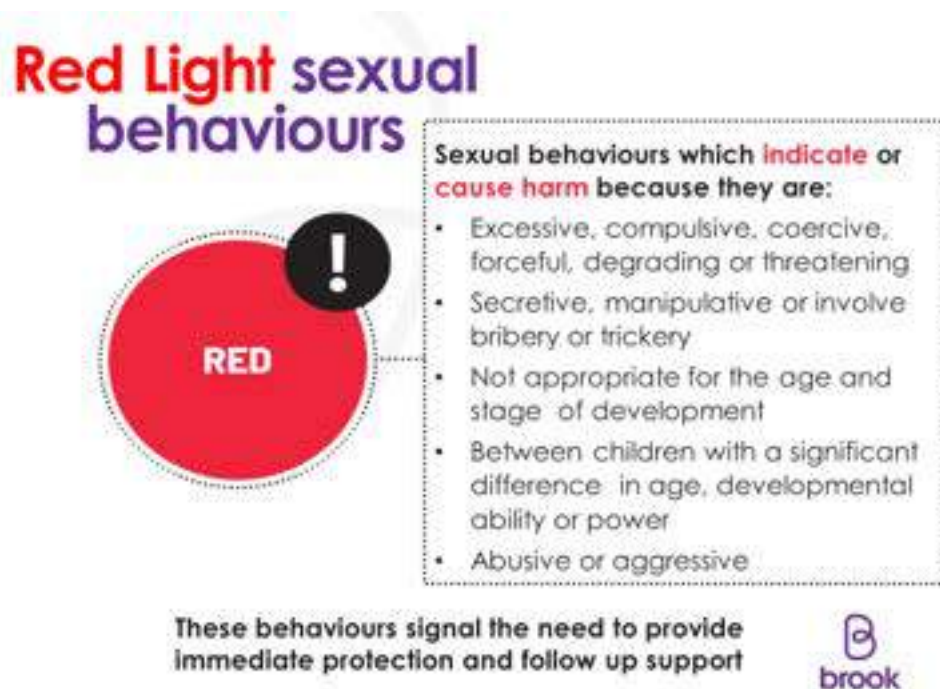 Red Light sexual
behaviours
Sexual behaviours which indicate or
cause harm because they are:
• Excessive, compulsive, coercive,
forceful, degrading or threatening
• Secretive, manipulative or involve
bribery or trickery
• Not appropriate for the age and
stage of development
• Between children with a significant
difference in age, developmental
ability or power
• Abusive or aggressive
!
RED
These behaviours signal the need to provide
immediate protection and follow up support
brook